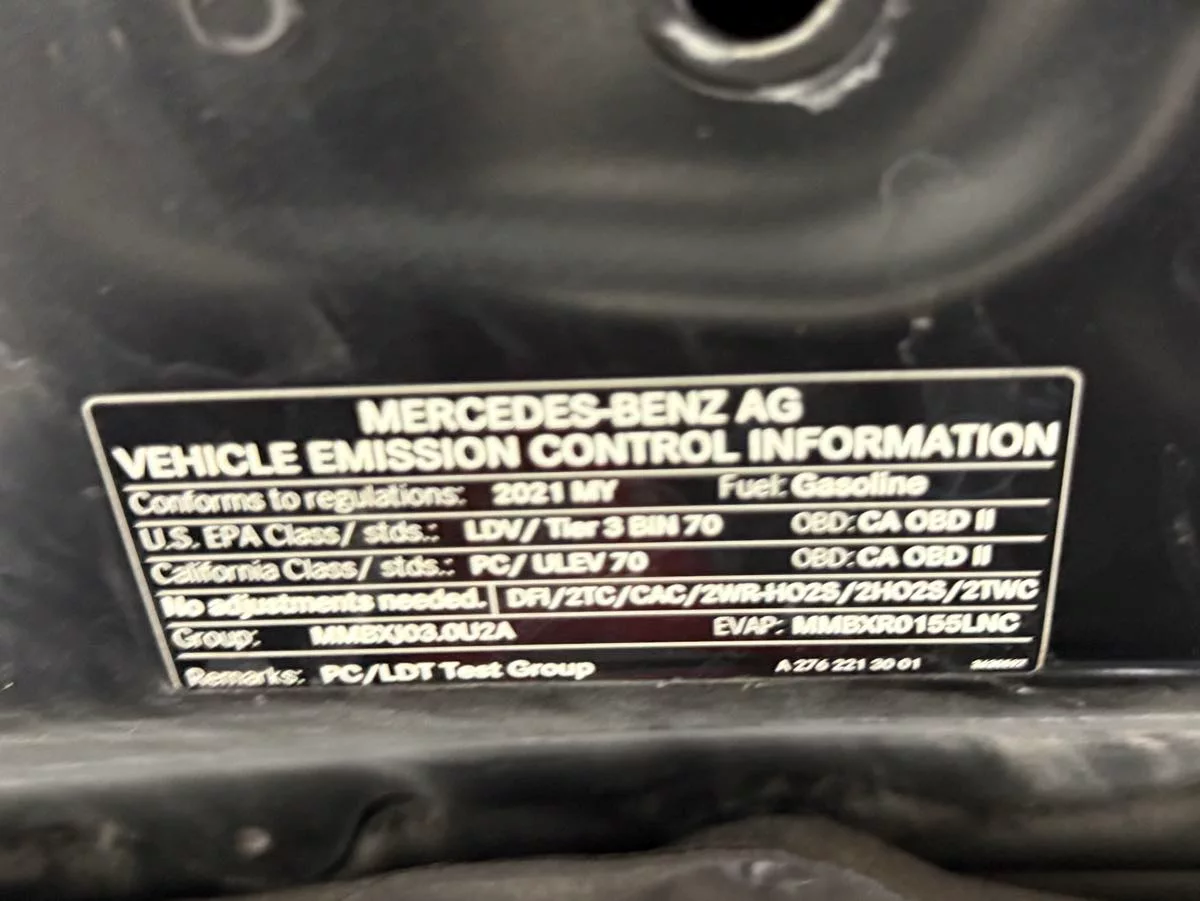 MERCEDES-BENZ AG
VEHICLE EMISSION CONTROL INFORMATION
Conforms to regulations: 2021 MY Fuel: Gasoline
U.S. EPA Class/ stds.: LDV/ Tier 3 BIN 70 OBD: CA OBD II
California Class/ stds.: PC/ ULEV 70 OBD: CA OBD II
No adjustments needed. DFI/2TC/CAC/2WR-HO2S/2HO2S/2TWC
Group: MMBXJ03.0U2A EVAP: MMBXR0155LNC
Remarks: PC/LDT Test Group A 276 221 30 01